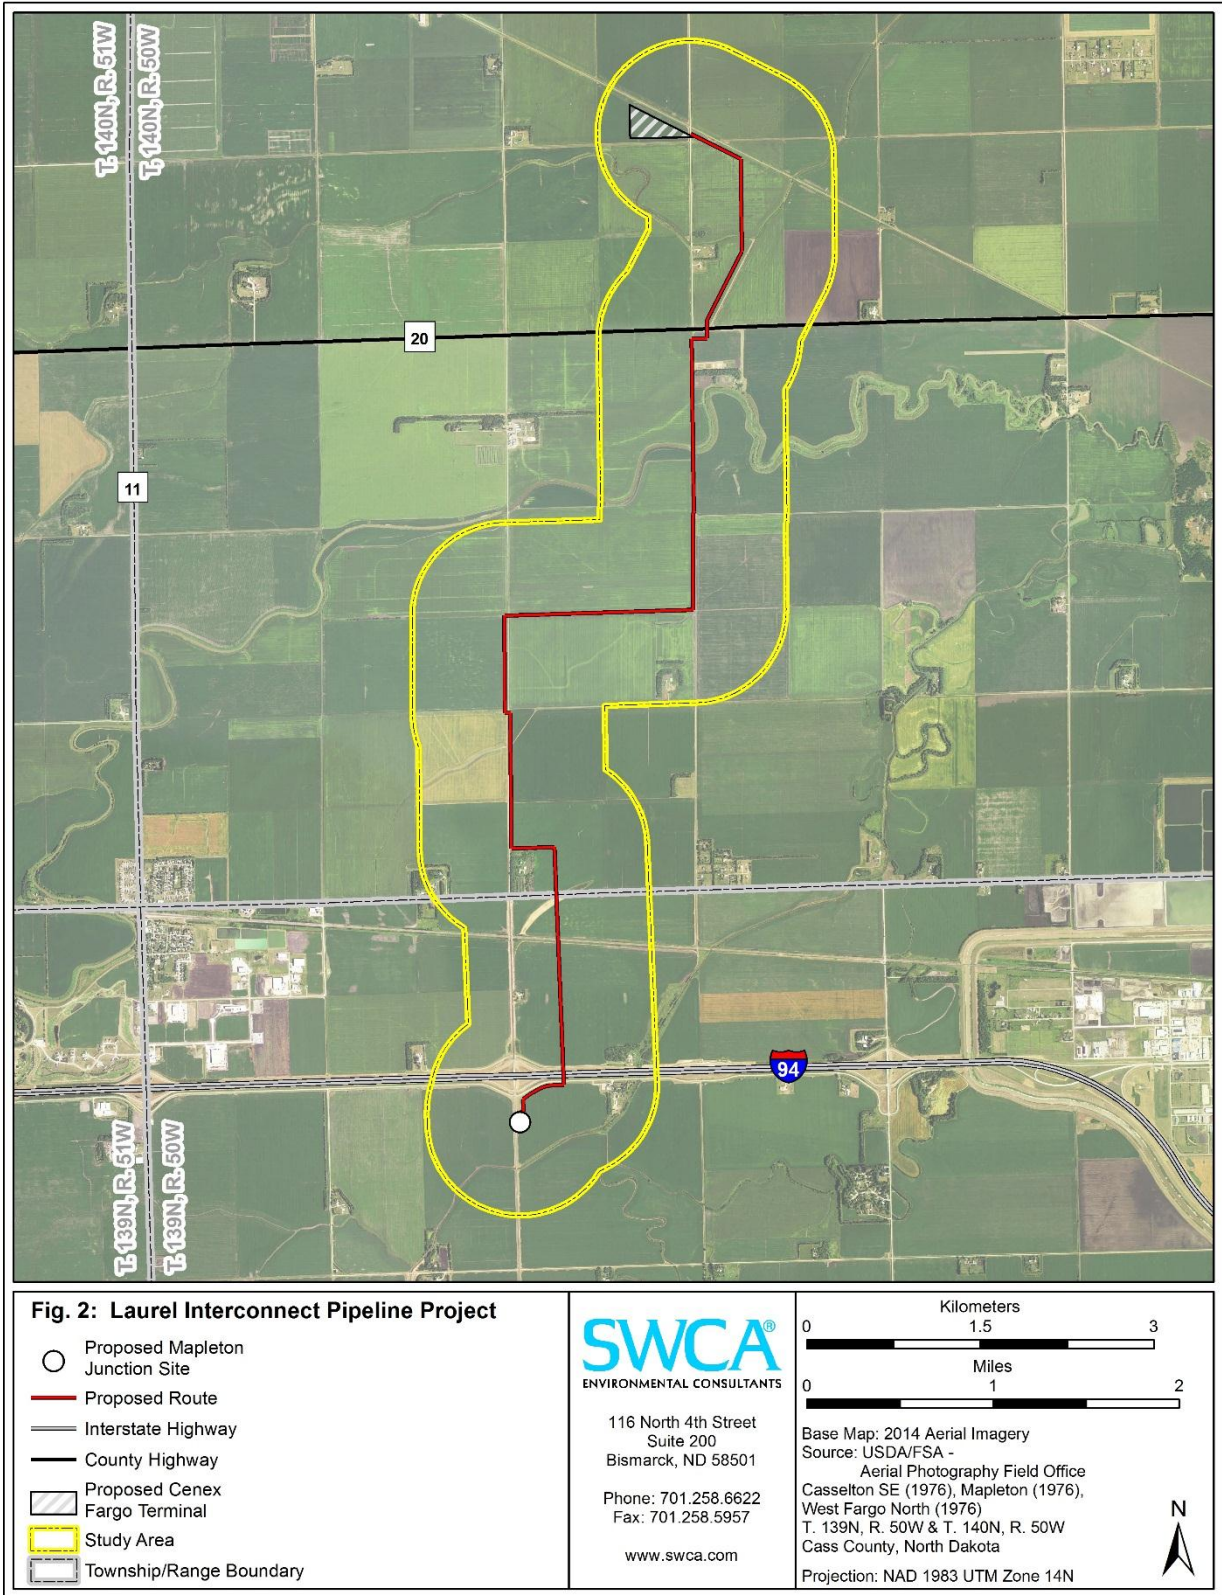 T. 140N, R. 51W
T. 140N, R. 50W
20
11
94
T. 139N, R. 51W
T. 139N, R. 50W
Fig. 2: Laurel Interconnect Pipeline Project
Proposed Mapleton
Junction Site
Proposed Route
Interstate Highway
County Highway
Proposed Cenex
Fargo Terminal
Study Area
Township/Range Boundary
SWCA®
ENVIRONMENTAL CONSULTANTS
116 North 4th Street
Suite 200
Bismarck, ND 58501
Phone: 701.258.6622
Fax: 701.258.5957
www.swca.com
Kilometers
0 1.5 3
Miles
0 1 2
Base Map: 2014 Aerial Imagery
Source: USDA/FSA -
Aerial Photography Field Office
Casselton SE (1976), Mapleton (1976),
West Fargo North (1976)
T. 139N, R. 50W & T. 140N, R. 50W
Cass County, North Dakota
Projection: NAD 1983 UTM Zone 14N
N